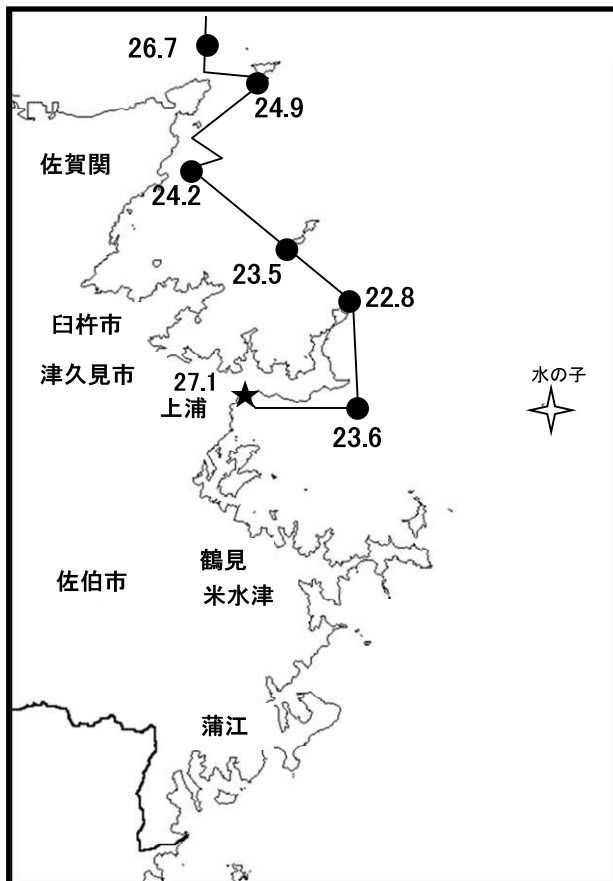 26.7
24.9
佐賀関
24.2
23.5
22.8
臼杵市
津久見市
27.1
上浦
水の子
23.6
鶴見
佐伯市
米水津
蒲江